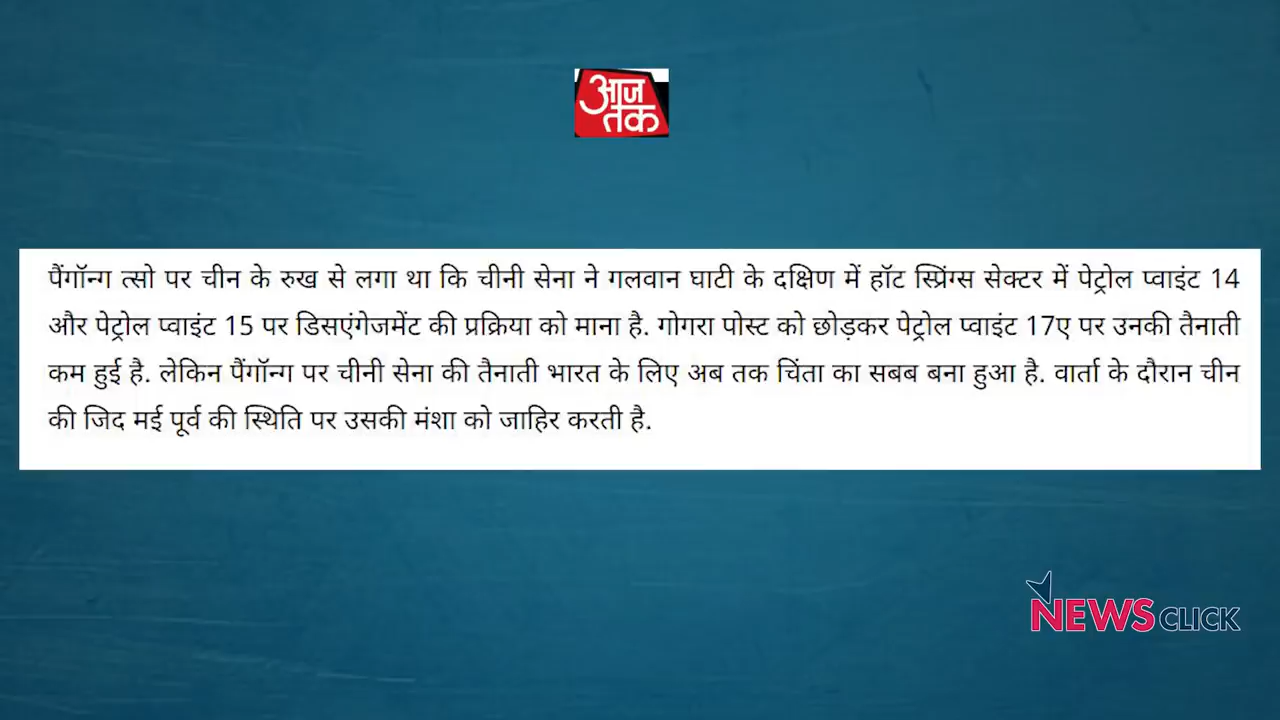 आज
तक
पैंगॉन्ग त्सो पर चीन के रुख से लगा था कि चीनी सेना ने गलवान घाटी के दक्षिण में हॉट स्प्रिंग्स सेक्टर में पेट्रोल प्वाइंट 14
और पेट्रोल प्वाइंट 15 पर डिसएंगेजमेंट की प्रक्रिया को माना है. गोगरा पोस्ट को छोड़कर पेट्रोल प्वाइंट 17ए पर उनकी तैनाती
कम हुई है. लेकिन पैंगॉन्ग पर चीनी सेना की तैनाती भारत के लिए अब तक चिंता का सबब बना हुआ है. वार्ता के दौरान चीन
की जिद मई पूर्व की स्थिति पर उसकी मंशा को जाहिर करती है.
NEWSCLICK